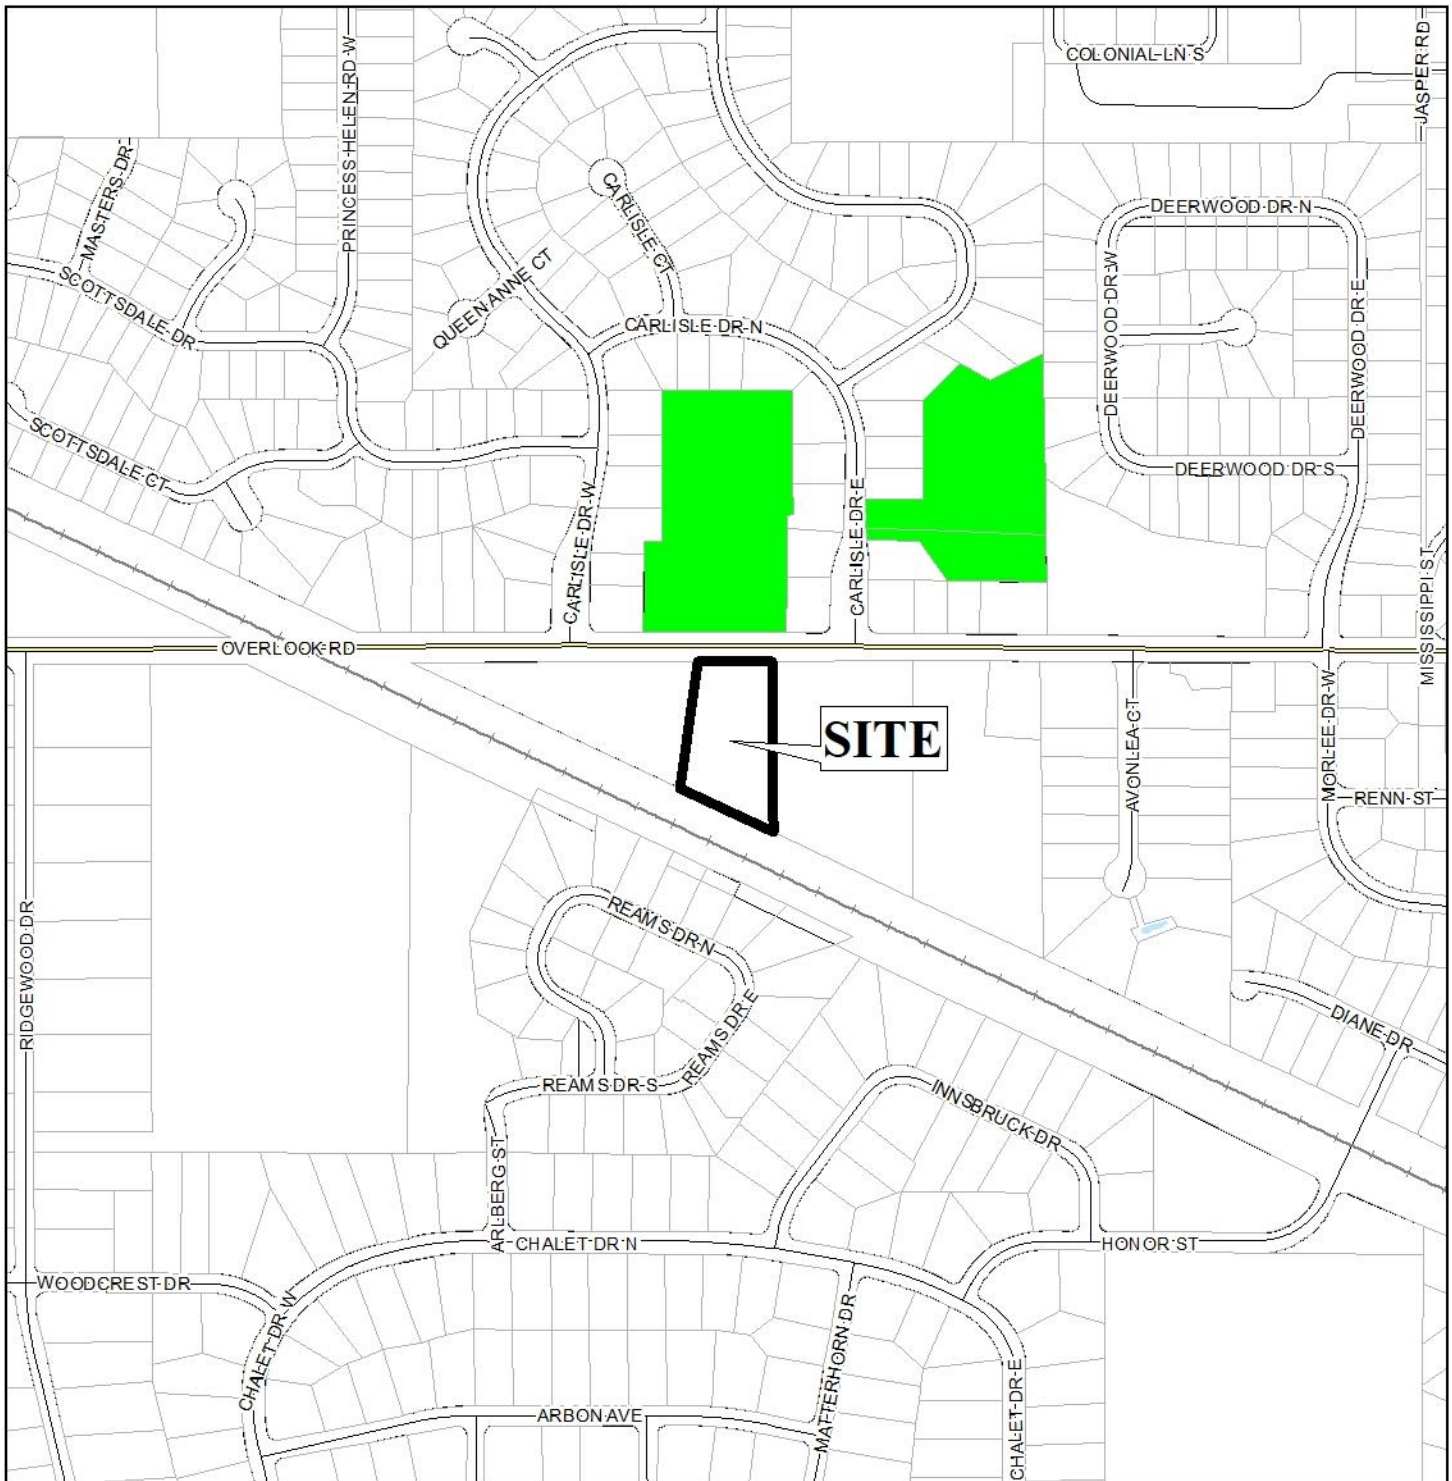 COLONIAL LN S
JASPER RD
PRINCESS HELEN RD W
MASTERS DR
CARLISLE CT
DEERWOOD DR N
SCOTTSDALE DR
QUEEN ANNE CT
CARLISLE DR N
DEERWOOD DR W
DEERWOOD DR E
SCOTTSDALE CT
DEERWOOD DR S
CARLISLE DR W
CARLISLE DR E
MISSISSIPPI ST
OVERLOOK RD
SITE
AVONLEA CT
MORLEE DR W
RENN ST
RIDGEWOOD DR
REAMS DR N
REAMS DR E
DIANE DR
REAMS DR S
INNSBRUCK DR
ARLBERG ST
CHALET DR N
HONOR ST
WOODCREST DR
CHALET DR W
MATTERHORN DR
CHALET DR E
ARBON AVE